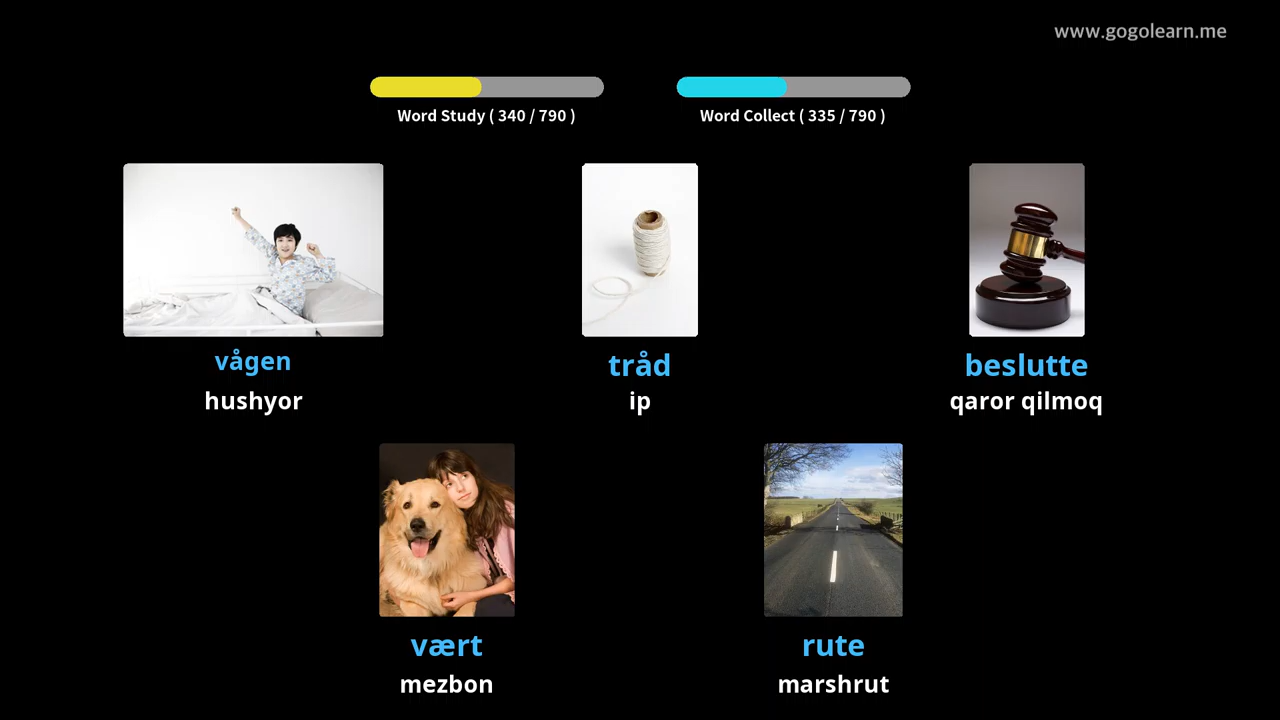 www.gogolearn.me
Word Study ( 340 / 790 )
Word Collect ( 335 / 790 )
vågen
hushyor
tråd
ip
beslutte
qaror qilmoq
vært
mezbon
rute
marshrut